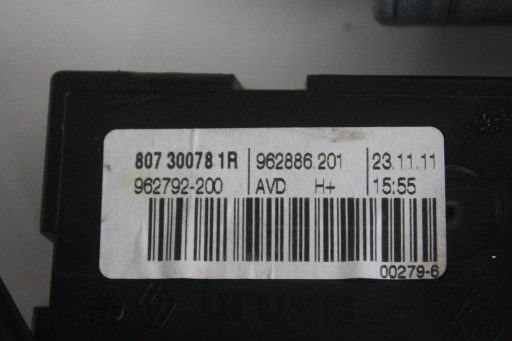 807 30078 1R 962886.201 23.11.11
962792-200 AVD H+ 15:55
00279-6
brose